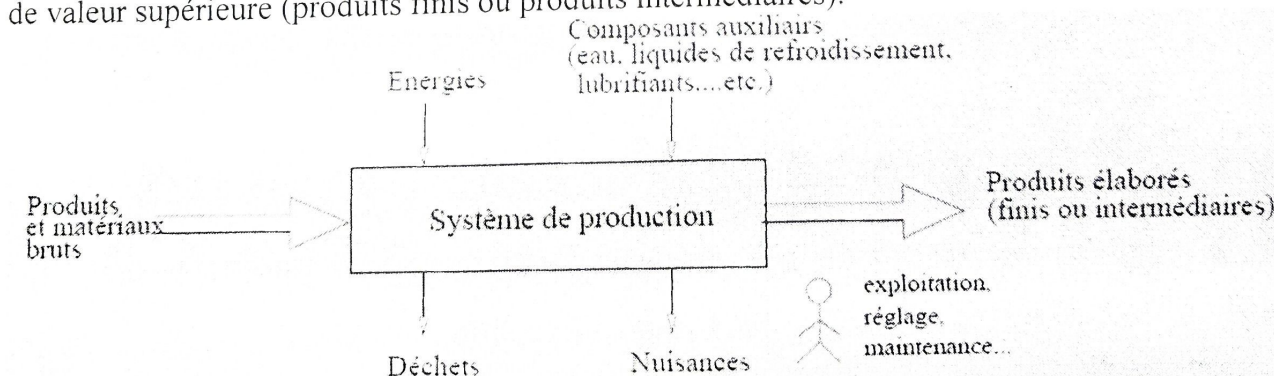 de valeur supérieure (produits finis ou produits intermédiaires).
Composants auxiliairs
(eau, liquides de refroidissement,
lubrifiants....etc.)
Energies
Produits
et matériaux
bruts
Système de production
Produits élaborés
(finis ou intermédiaires)
exploitation,
réglage,
maintenance...
Déchets
Nuisances